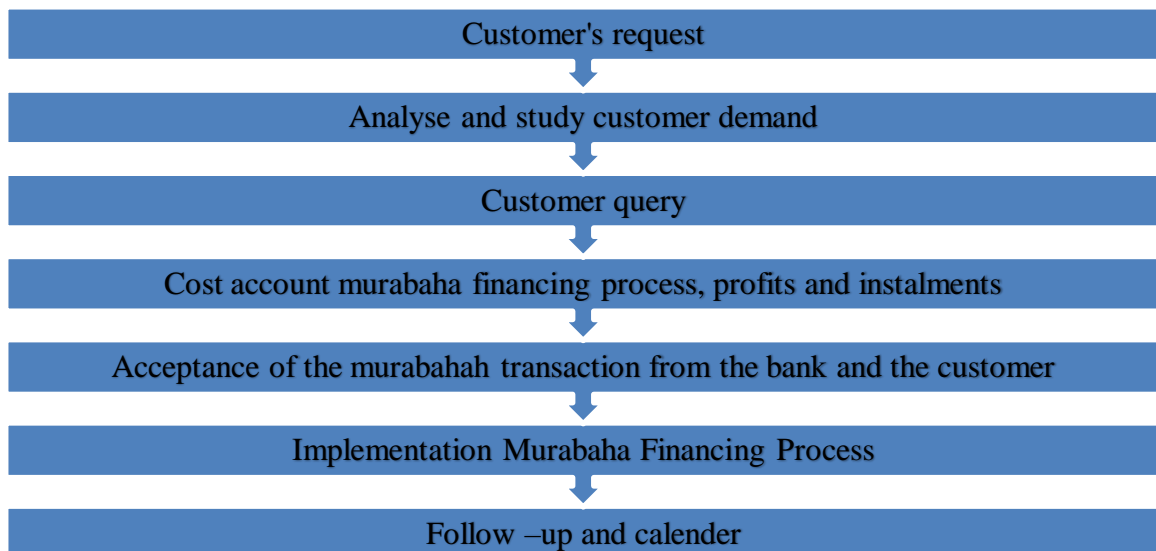 Customer's request
Analyse and study customer demand
Customer query
Cost account murabaha financing process, profits and instalments
Acceptance of the murabahah transaction from the bank and the customer
Implementation Murabaha Financing Process
Follow –up and calender